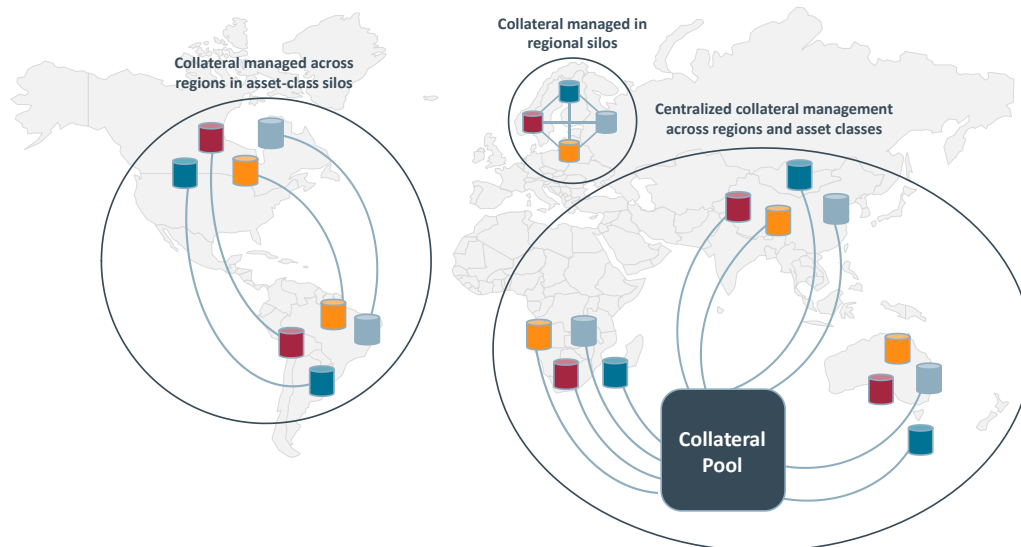 Collateral managed across
regions in asset-class silos
Collateral managed in
regional silos
Centralized collateral management
across regions and asset classes
Collateral
Pool